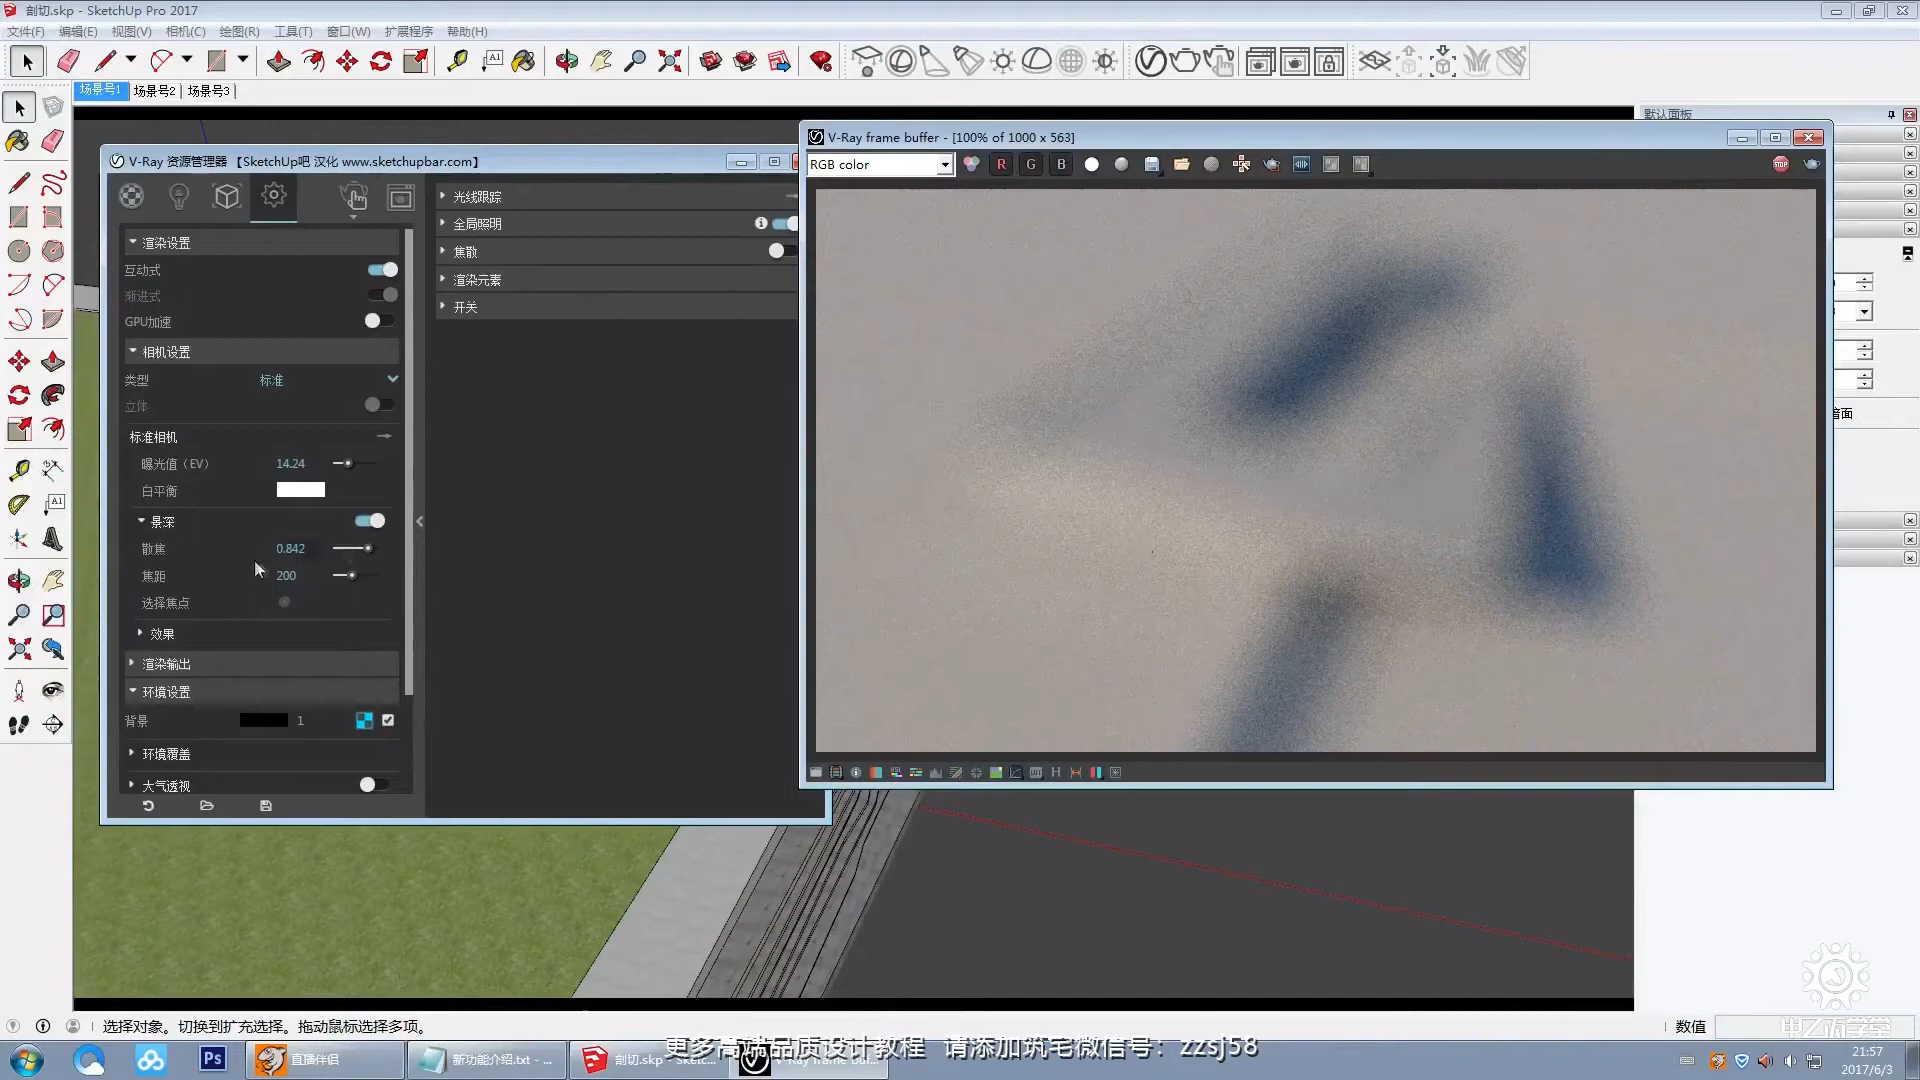 剖切.skp - SketchUp Pro 2017
文件(F) 编辑(E) 视图(V) 相机(C) 绘图(R) 工具(T) 窗口(W) 扩展程序 帮助(H)
场景号1 场景号2 场景号3
默认面板
V-Ray frame buffer - [100% of 1000 x 563]
RGB color
R G B
STOP
V-Ray 资源管理器 【SketchUp吧 汉化 www.sketchupbar.com】
渲染设置
互动式
渐进式
GPU加速
相机设置
类型 标准
立体
标准相机
曝光值（EV） 14.24
白平衡
景深
散焦 0.842
焦距 200
选择焦点
效果
渲染输出
环境设置
背景 1
环境覆盖
大气透视
光线跟踪
全局照明
焦散
渲染元素
开关
选择对象。切换到扩充选择。拖动鼠标选择多项。
数值
更多高端品质设计教程 请添加筑宅微信号：zzsj58
Ps
直播伴侣
新功能介绍.txt - ...
剖切.skp - Sketc...
V-Ray frame buf...
21:57
2017/6/3